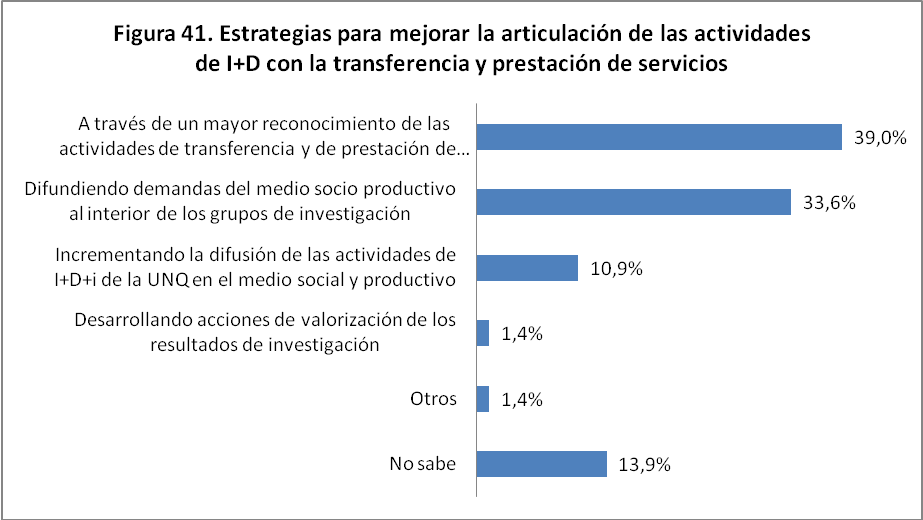 Figura 41. Estrategias para mejorar la articulación de las actividades
de I+D con la transferencia y prestación de servicios
A través de un mayor reconocimiento de las
actividades de transferencia y de prestación de...
39,0%
Difundiendo demandas del medio socio productivo
al interior de los grupos de investigación
33,6%
Incrementando la difusión de las actividades de
I+D+i de la UNQ en el medio social y productivo
10,9%
Desarrollando acciones de valorización de los
resultados de investigación
1,4%
Otros
1,4%
No sabe
13,9%